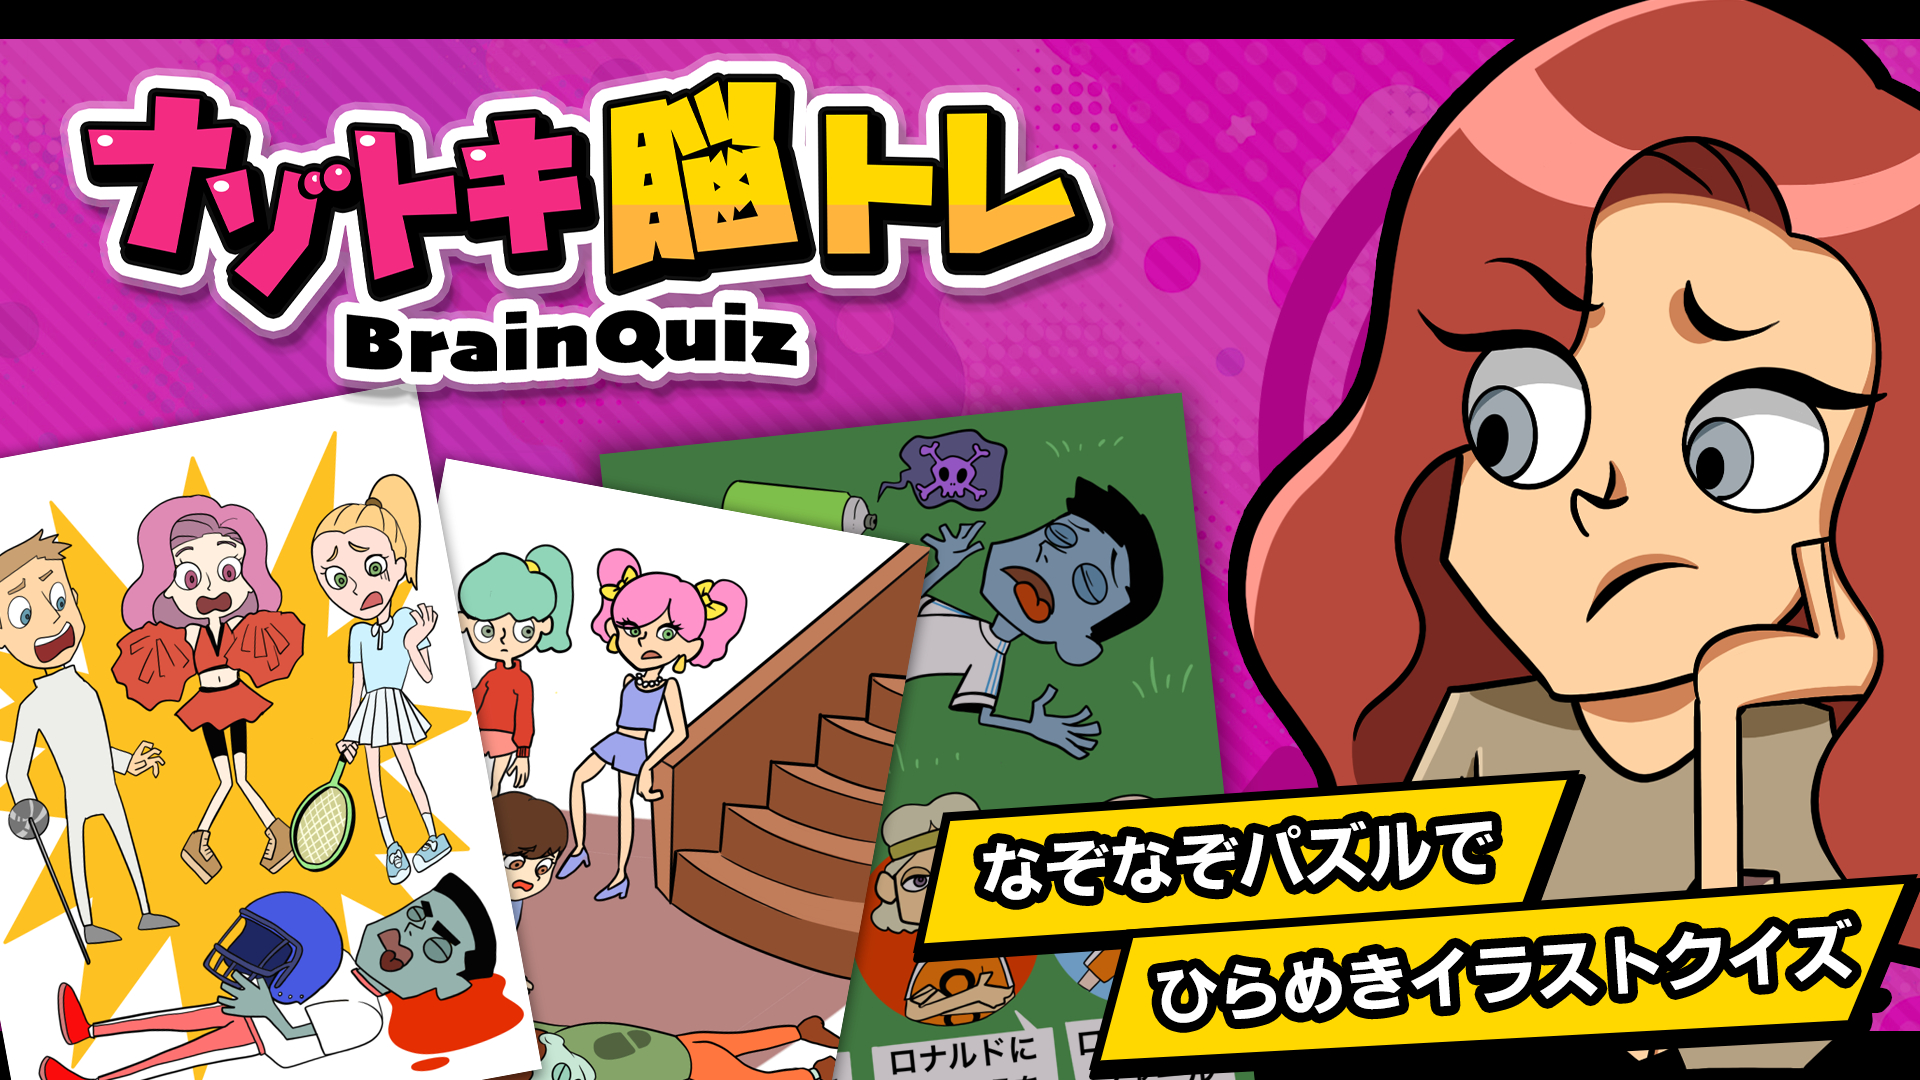 ナゾトキ脳トレ
BrainQuiz
なぞなぞパズルで
ひらめきイラストクイズ
ロナルドに